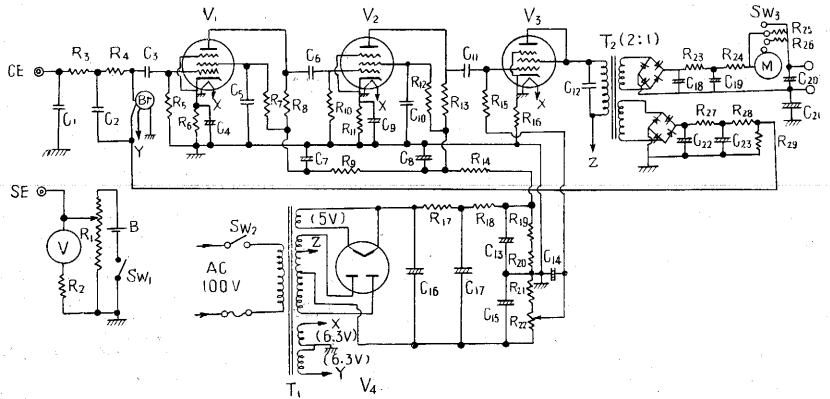 V1 V2 V3 T2(2:1) SW3
R25
R26
R3 R4 C3 C6 C11 R23 R24
CE M
R12 C12 C18 C19 C20
R5 C5 R7 R8 R10 R13 R15
X X X
C1 C2 Br R6 C4 R11 C9 C10 R16 R27 R28
Y C7 C8 Z C22 C23 R29
R9 R14
SE
(5V) R17 R18 R19
SW2 C13
R1 B Z R20 C14
V AC
100V
SW1 C16 C17 R21
R2 C15 R22
X
(6.3V)
(6.3V)
Y
T1 V4